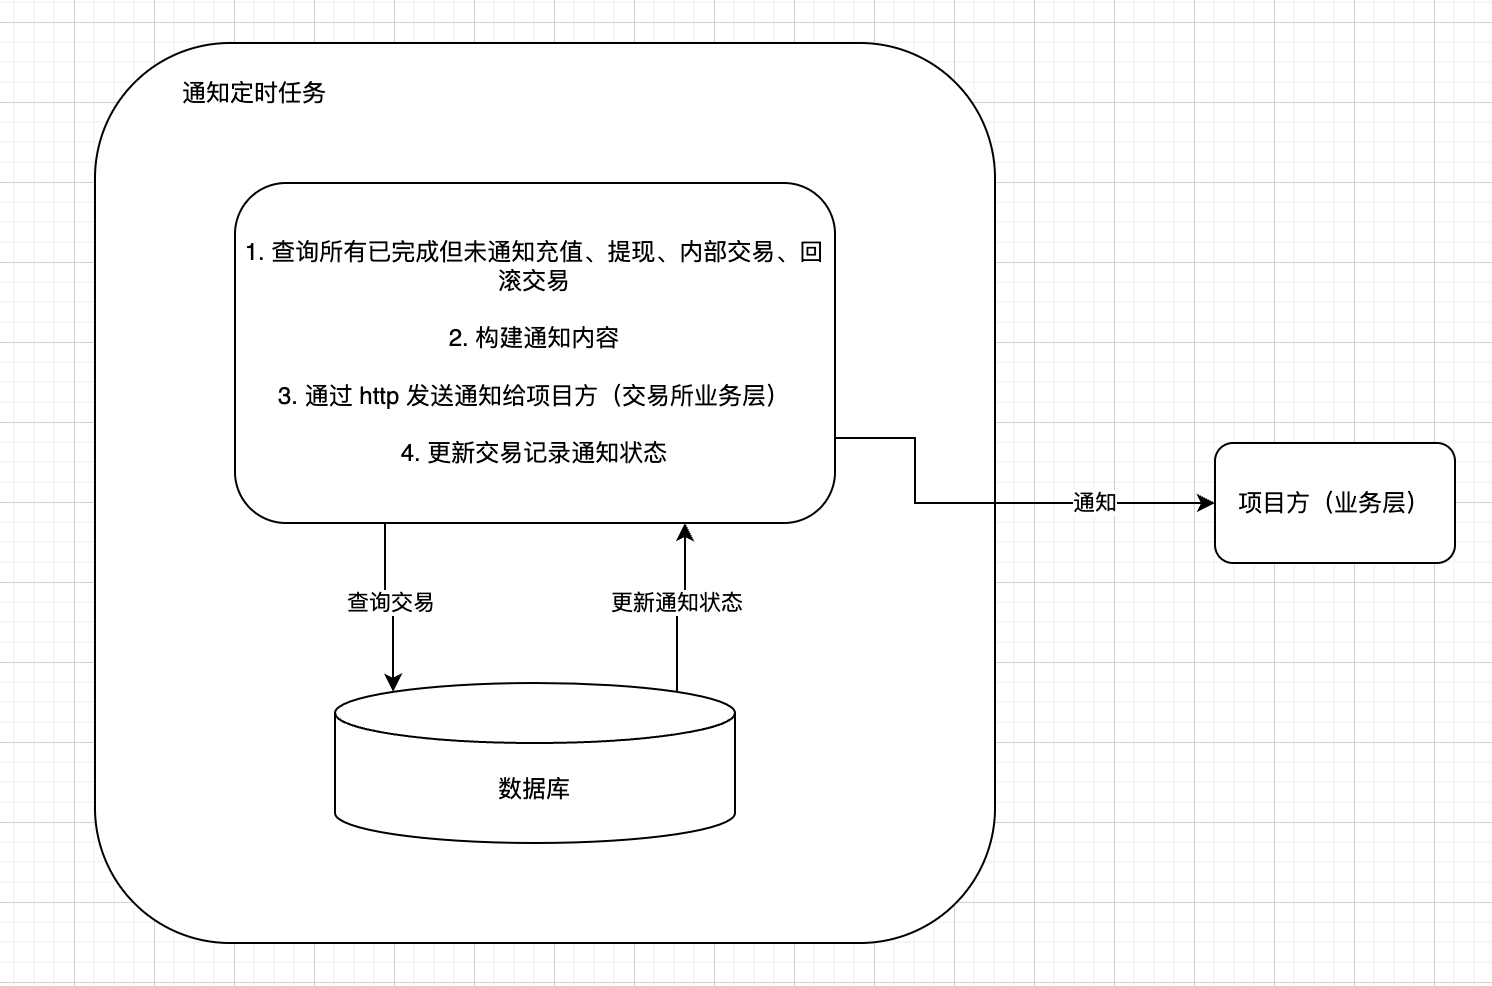 通知定时任务
1. 查询所有已完成但未通知充值、提现、内部交易、回
滚交易
2. 构建通知内容
3. 通过 http 发送通知给项目方（交易所业务层）
4. 更新交易记录通知状态
通知
项目方（业务层）
查询交易
更新通知状态
数据库